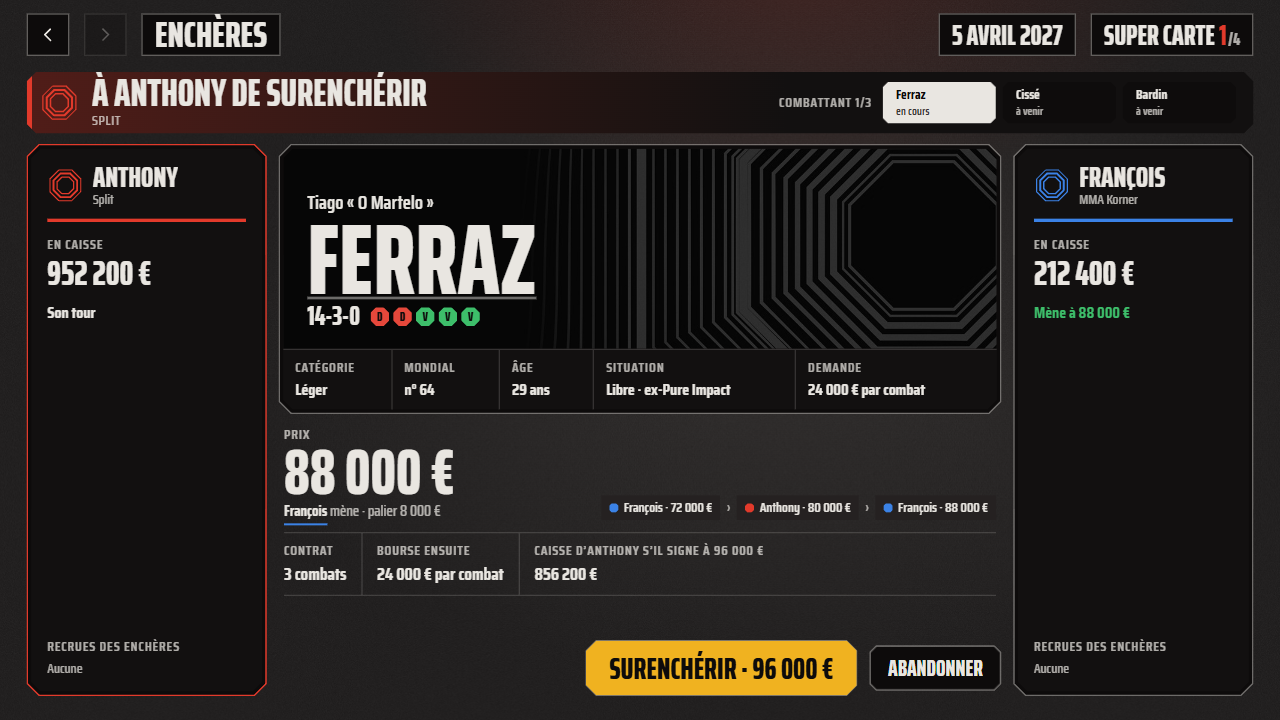 ENCHÈRES
5 AVRIL 2027
SUPER CARTE 1/4
À ANTHONY DE SURENCHÉRIR
SPLIT
COMBATTANT 1/3
Ferraz
en cours
Cissé
à venir
Bardin
à venir
ANTHONY
Split
EN CAISSE
952 200 €
Son tour
RECRUES DES ENCHÈRES
Aucune
Tiago « O Martelo »
FERRAZ
14-3-0 D D V V V
CATÉGORIE
Léger
MONDIAL
n° 64
ÂGE
29 ans
SITUATION
Libre · ex-Pure Impact
DEMANDE
24 000 € par combat
PRIX
88 000 €
François mène · palier 8 000 €
François · 72 000 € › Anthony · 80 000 € › François · 88 000 €
CONTRAT
3 combats
BOURSE ENSUITE
24 000 € par combat
CAISSE D’ANTHONY S’IL SIGNE À 96 000 €
856 200 €
SURENCHÉRIR · 96 000 €
ABANDONNER
FRANÇOIS
MMA Korner
EN CAISSE
212 400 €
Mène à 88 000 €
RECRUES DES ENCHÈRES
Aucune